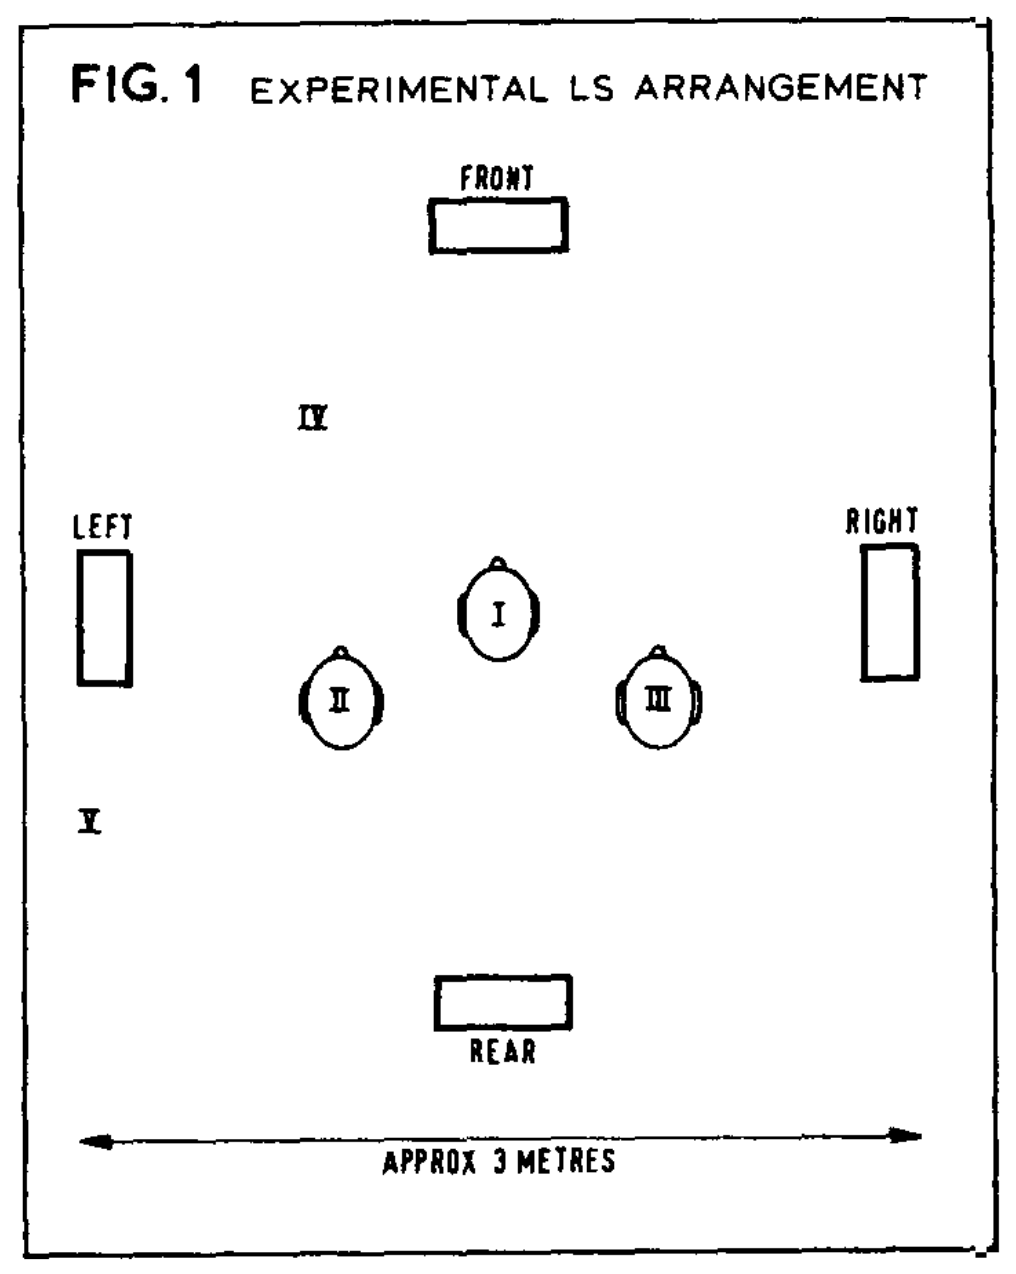 FIG. 1 EXPERIMENTAL LS ARRANGEMENT
FRONT
IV
LEFT
RIGHT
I
II
III
V
REAR
APPROX 3 METRES